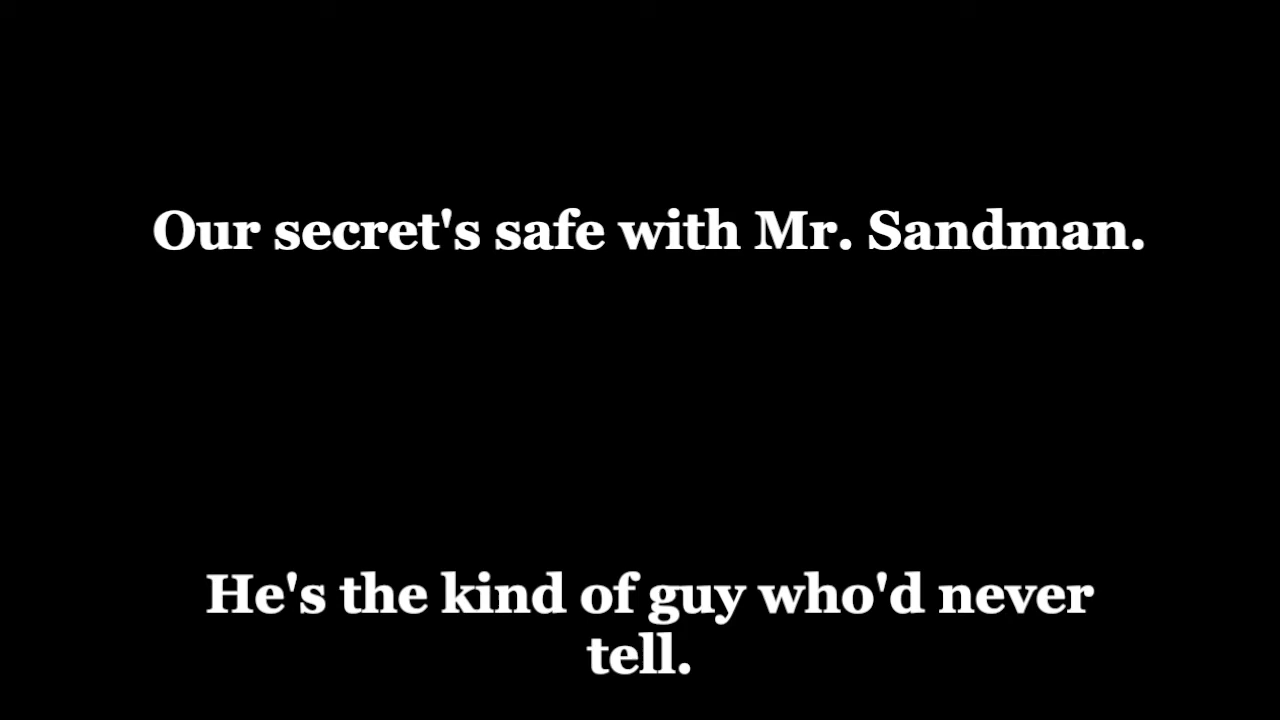 Our secret's safe with Mr. Sandman.
He's the kind of guy who'd never
tell.